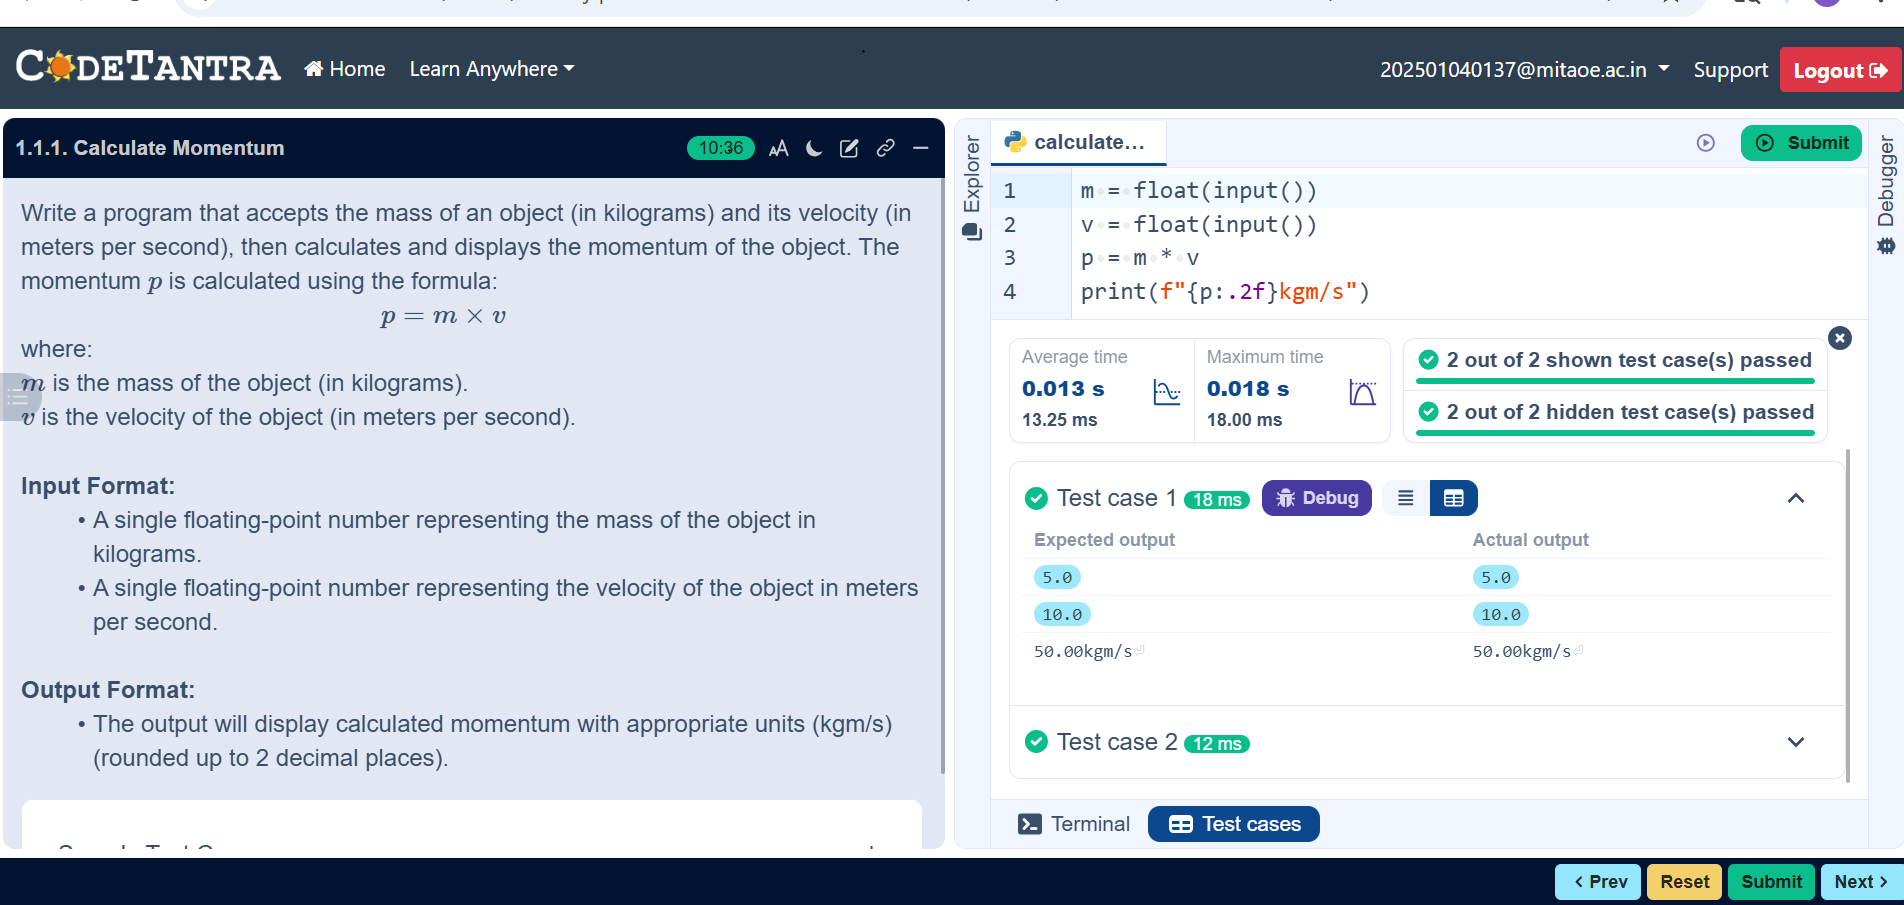 CODETANTRA
Home
Learn Anywhere
202501040137@mitaoe.ac.in
Support
Logout
1.1.1. Calculate Momentum
10:36
Write a program that accepts the mass of an object (in kilograms) and its velocity (in
meters per second), then calculates and displays the momentum of the object. The
momentum p is calculated using the formula:
p = m × v
where:
m is the mass of the object (in kilograms).
v is the velocity of the object (in meters per second).
Input Format:
• A single floating-point number representing the mass of the object in
kilograms.
• A single floating-point number representing the velocity of the object in meters
per second.
Output Format:
• The output will display calculated momentum with appropriate units (kgm/s)
(rounded up to 2 decimal places).
Explorer
calculate...
Submit
Debugger
1 m = float(input())
2 v = float(input())
3 p = m * v
4 print(f"{p:.2f}kgm/s")
Average time
0.013 s
13.25 ms
Maximum time
0.018 s
18.00 ms
2 out of 2 shown test case(s) passed
2 out of 2 hidden test case(s) passed
Test case 1 18 ms
Debug
Expected output
Actual output
5.0
5.0
10.0
10.0
50.00kgm/s
50.00kgm/s
Test case 2 12 ms
Terminal
Test cases
< Prev
Reset
Submit
Next >